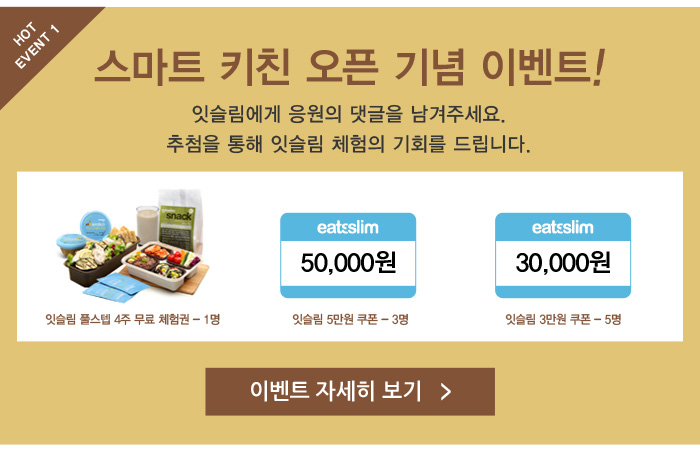 HOT
EVENT 1
스마트 키친 오픈 기념 이벤트!
잇슬림에게 응원의 댓글을 남겨주세요.
추첨을 통해 잇슬림 체험의 기회를 드립니다.
snack
eatsslim
50,000원
eatsslim
30,000원
잇슬림 풀스텝 4주 무료 체험권 – 1명
잇슬림 5만원 쿠폰 – 3명
잇슬림 3만원 쿠폰 – 5명
이벤트 자세히 보기 >